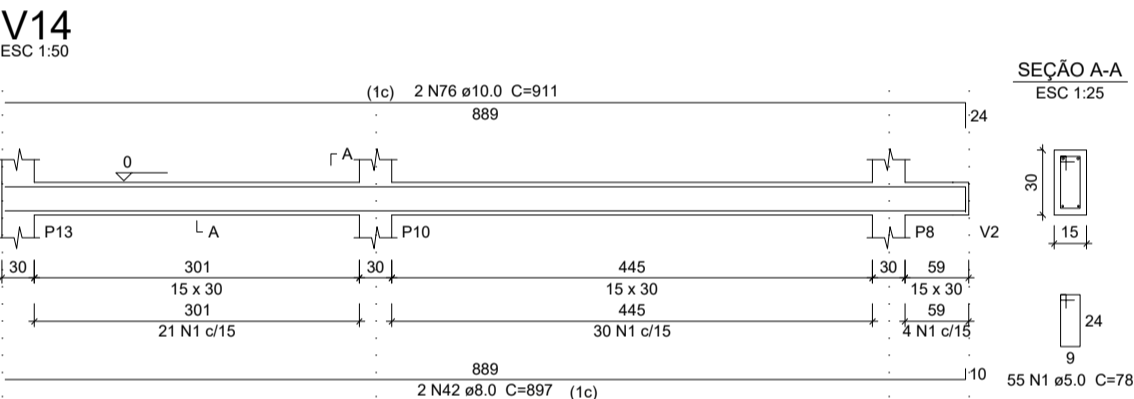 V14
ESC 1:50
(1c) 2 N76 ø10.0 C=911
889
24
SEÇÃO A-A
ESC 1:25
0
A
30
15
P13
A
P10
P8
V2
30
301
30
445
30
59
15 x 30
15 x 30
15 x 30
301
445
59
21 N1 c/15
30 N1 c/15
4 N1 c/15
24
9
55 N1 ø5.0 C=78
889
10
2 N42 ø8.0 C=897 (1c)